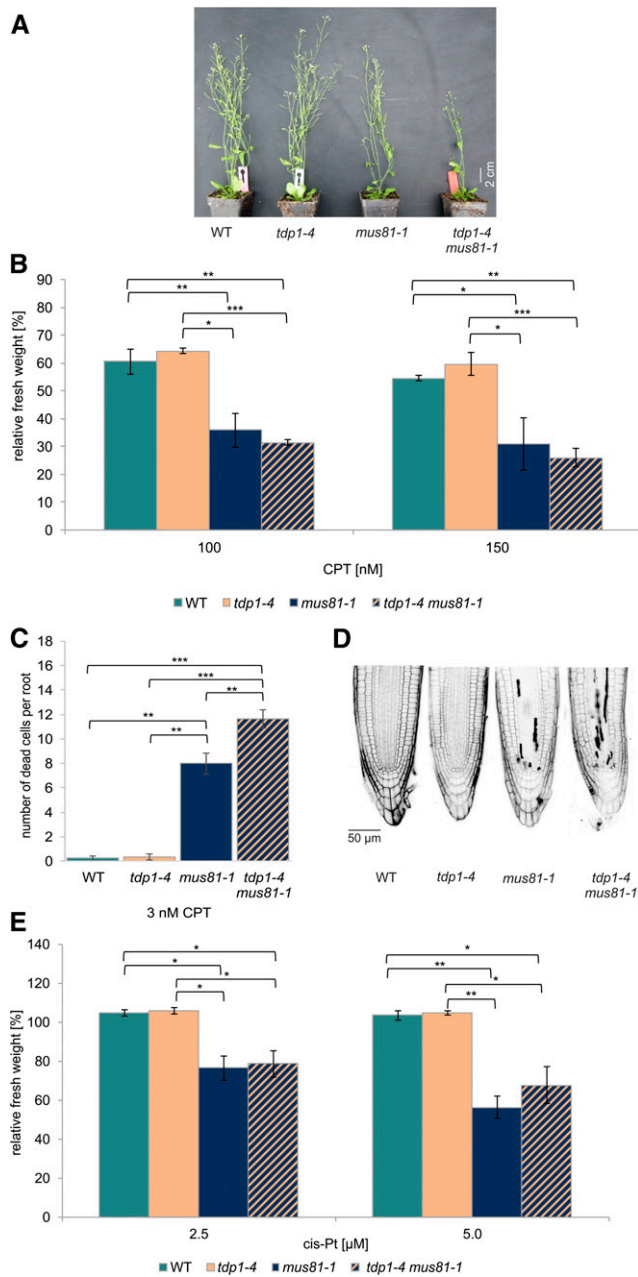 A
2 cm
WT tdp1-4 mus81-1 tdp1-4
mus81-1
B
relative fresh weight [%]
90
80
70
60
50
40
30
20
10
0
** **
** *
*** ***
* *
100 150
CPT [nM]
WT tdp1-4 mus81-1 tdp1-4 mus81-1
C
number of dead cells per root
18
16
14
12
10
8
6
4
2
0
***
***
**
**
**
WT tdp1-4 mus81-1 tdp1-4
mus81-1
3 nM CPT
D
50 µm
WT tdp1-4 mus81-1 tdp1-4
mus81-1
E
relative fresh weight [%]
140
120
100
80
60
40
20
0
* *
* **
* *
* **
2.5 5.0
cis-Pt [µM]
WT tdp1-4 mus81-1 tdp1-4 mus81-1